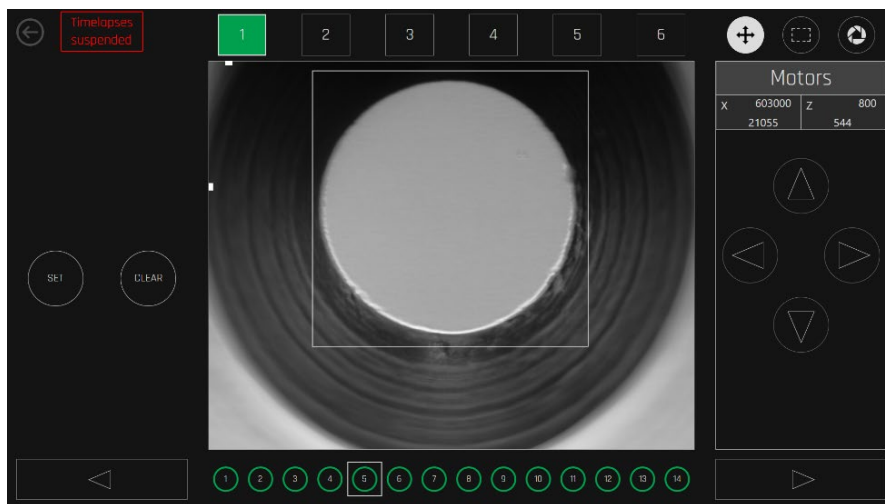 Timelapses
suspended
1 2 3 4 5 6
Motors
X 603000 Z 800
21055 544
SET CLEAR
1 2 3 4 5 6 7 8 9 10 11 12 13 14